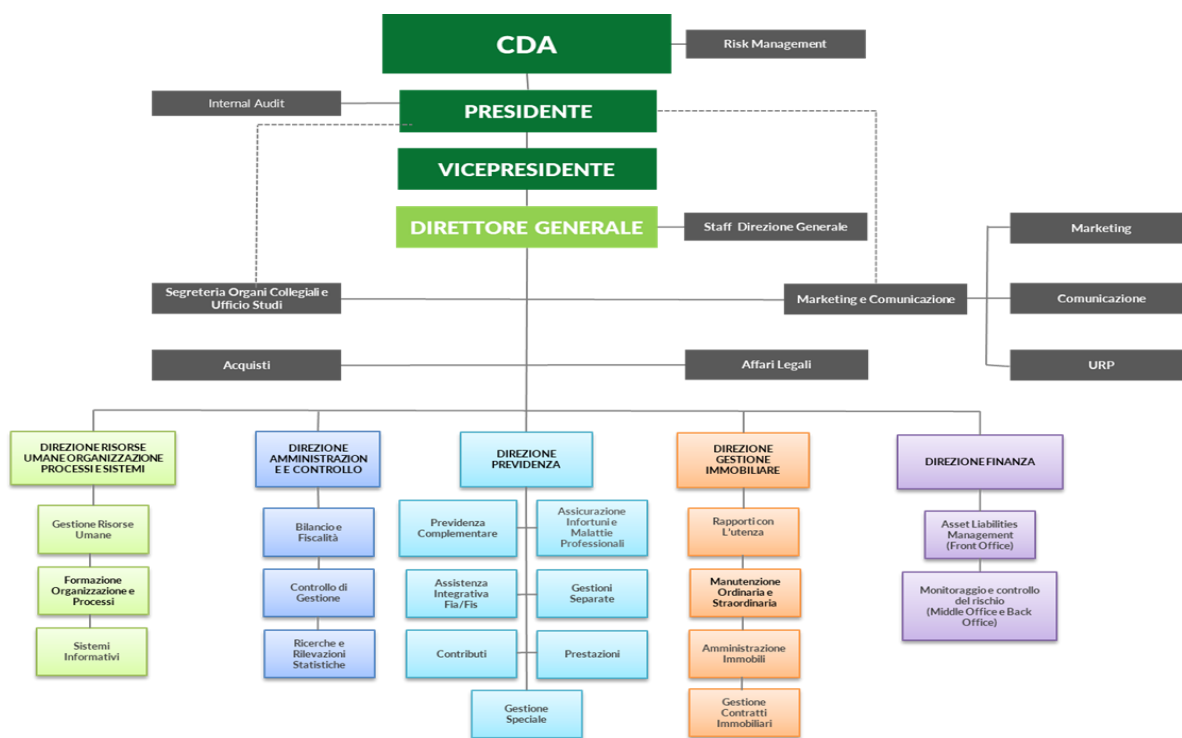 CDA
Risk Management
Internal Audit
PRESIDENTE
VICEPRESIDENTE
DIRETTORE GENERALE
Staff Direzione Generale
Marketing
Segreteria Organi Collegiali e
Ufficio Studi
Marketing e Comunicazione
Comunicazione
Acquisti
Affari Legali
URP
DIREZIONE RISORSE
UMANE ORGANIZZAZIONE
PROCESSI E SISTEMI
DIREZIONE
AMMINISTRAZION
E E CONTROLLO
DIREZIONE
PREVIDENZA
DIREZIONE
GESTIONE
IMMOBILIARE
DIREZIONE FINANZA
Gestione Risorse
Umane
Formazione
Organizzazione e
Processi
Sistemi
Informativi
Bilancio e
Fiscalità
Controllo di
Gestione
Ricerche e
Rilevazioni
Statistiche
Previdenza
Complementare
Assicurazione
Infortuni e
Malattie
Professionali
Assistenza
Integrativa
Fia/Fis
Gestioni
Separate
Contributi
Prestazioni
Gestione
Speciale
Rapporti con
L'utenza
Manutenzione
Ordinaria e
Straordinaria
Amministrazione
Immobili
Gestione
Contratti
Immobiliari
Asset Liabilities
Management
(Front Office)
Monitoraggio e controllo
del rischio
(Middle Office e Back
Office)